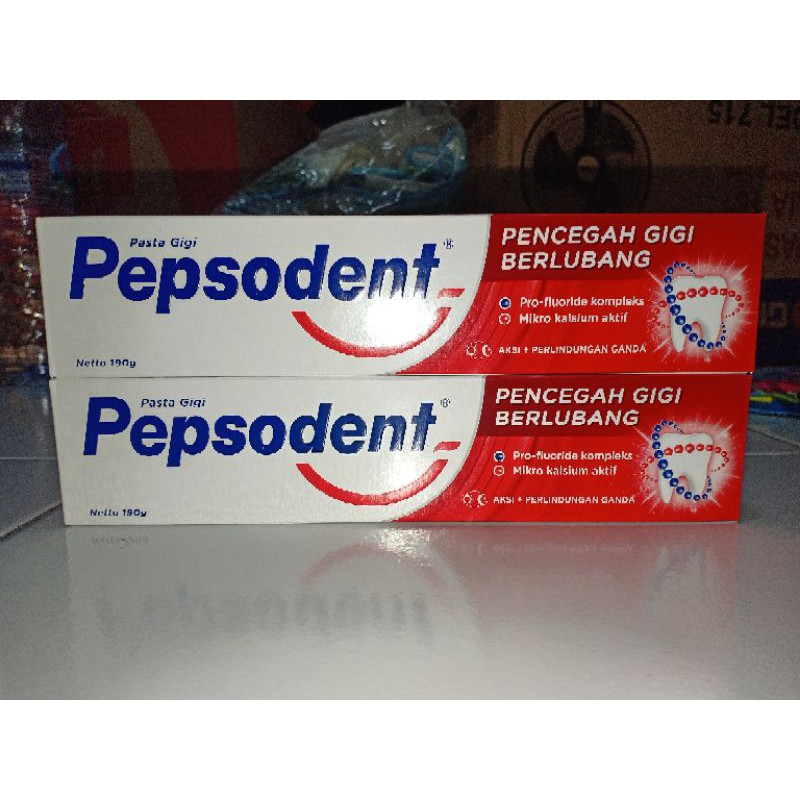 Pasta Gigi
Pepsodent®
Netto 190g
PENCEGAH GIGI
BERLUBANG
Pro-fluoride kompleks
Mikro kalsium aktif
AKSI + PERLINDUNGAN GANDA
Pasta Gigi
Pepsodent®
Netto 190g
PENCEGAH GIGI
BERLUBANG
Pro-fluoride kompleks
Mikro kalsium aktif
AKSI + PERLINDUNGAN GANDA
715